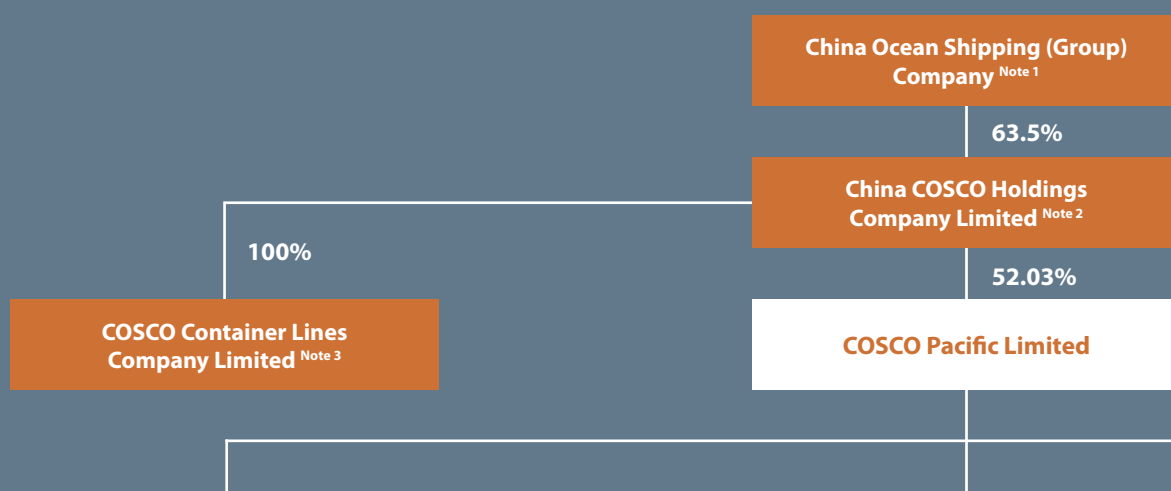 China Ocean Shipping (Group)
Company Note 1
63.5%
China COSCO Holdings
Company Limited Note 2
100%
52.03%
COSCO Container Lines
Company Limited Note 3
COSCO Pacific Limited